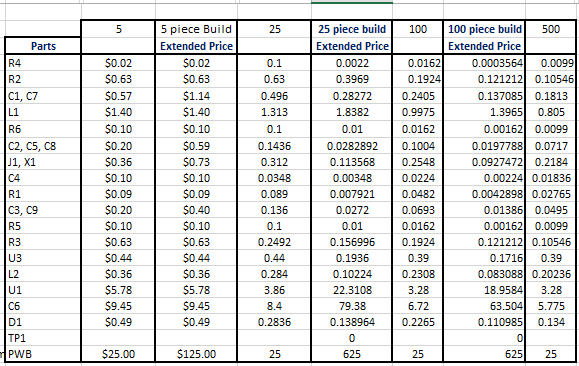 5 5 piece Build 25 25 piece build 100 100 piece build 500
Parts Extended Price Extended Price Extended Price
R4 $0.02 $0.02 0.1 0.0022 0.0162 0.0003564 0.0099
R2 $0.63 $0.63 0.63 0.3969 0.1924 0.121212 0.10546
C1, C7 $0.57 $1.14 0.496 0.28272 0.2405 0.137085 0.1813
L1 $1.40 $1.40 1.313 1.8382 0.9975 1.3965 0.805
R6 $0.10 $0.10 0.1 0.01 0.0162 0.00162 0.0099
C2, C5, C8 $0.20 $0.59 0.1436 0.0282892 0.1004 0.0197788 0.0717
J1, X1 $0.36 $0.73 0.312 0.113568 0.2548 0.0927472 0.2184
C4 $0.10 $0.10 0.0348 0.00348 0.0224 0.00224 0.01836
R1 $0.09 $0.09 0.089 0.007921 0.0482 0.0042898 0.02765
C3, C9 $0.20 $0.40 0.136 0.0272 0.0693 0.01386 0.0495
R5 $0.10 $0.10 0.1 0.01 0.0162 0.00162 0.0099
R3 $0.63 $0.63 0.2492 0.156996 0.1924 0.121212 0.10546
U3 $0.44 $0.44 0.44 0.1936 0.39 0.1716 0.39
L2 $0.36 $0.36 0.284 0.10224 0.2308 0.083088 0.20236
U1 $5.78 $5.78 3.86 22.3108 3.28 18.9584 3.28
C6 $9.45 $9.45 8.4 79.38 6.72 63.504 5.775
D1 $0.49 $0.49 0.2836 0.138964 0.2265 0.110985 0.134
TP1 0 0
PWB $25.00 $125.00 25 625 25 625 25